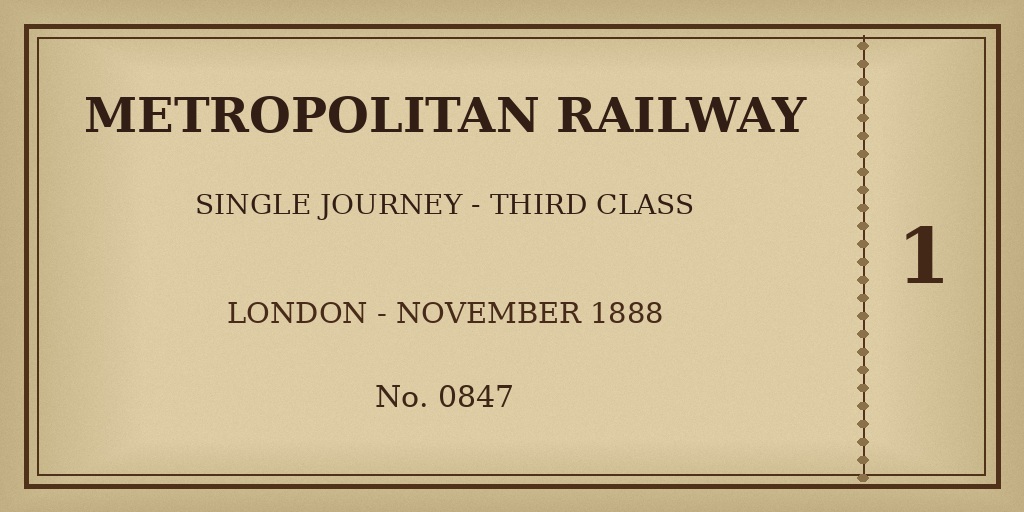 METROPOLITAN RAILWAY
SINGLE JOURNEY - THIRD CLASS
LONDON - NOVEMBER 1888
No. 0847
1